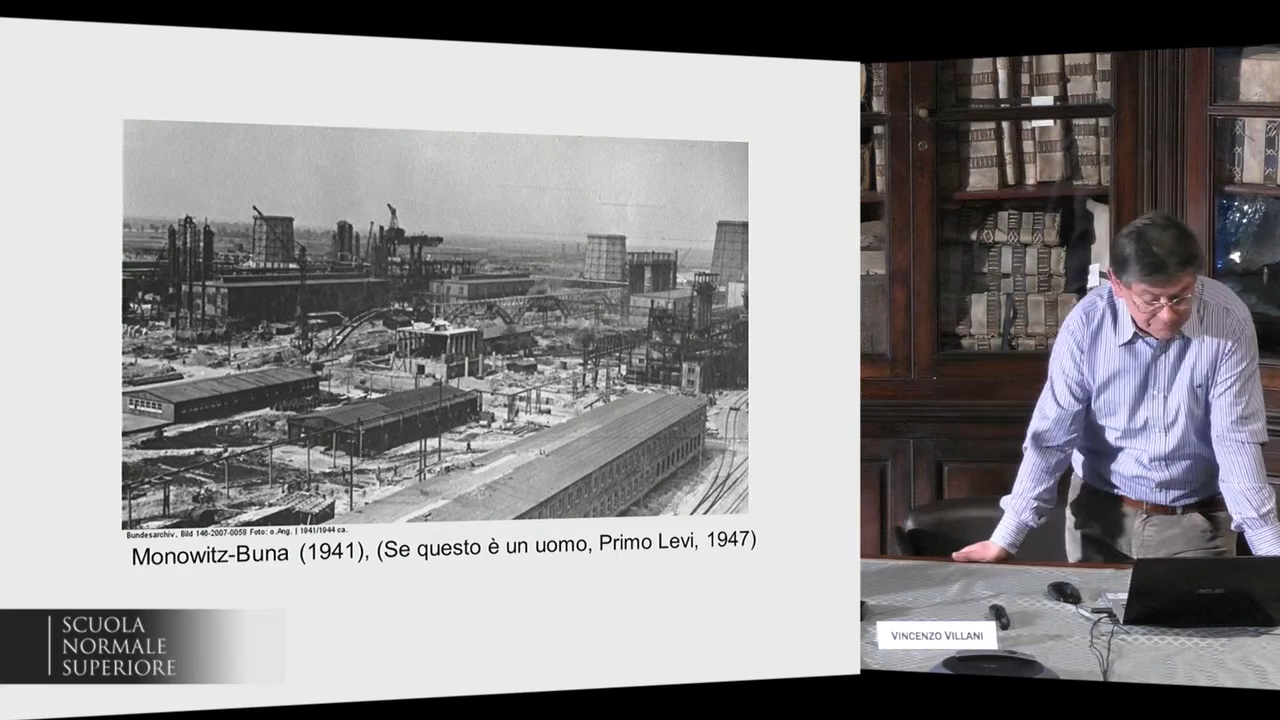 Bundesarchiv, Bild 146-2007-0058 Foto: o.Ang. | 1941/1944 ca.
Monowitz-Buna (1941), (Se questo è un uomo, Primo Levi, 1947)
SCUOLA
NORMALE
SUPERIORE
VINCENZO VILLANI
ASUS